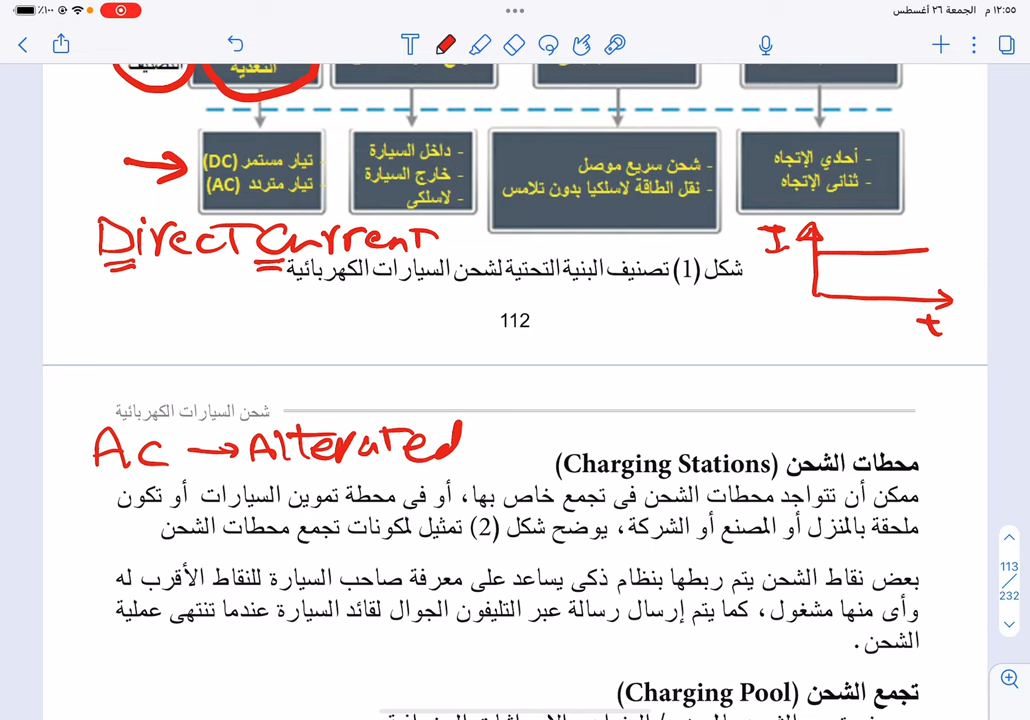 ١٢:٥٥ م الجمعة ٢٦ أغسطس
١٠٠٪
التصنيف
التغذية
- تيار مستمر (DC)
- تيار متردد (AC)
- داخل السيارة
- خارج السيارة
- لاسلكى
- شحن سريع موصل
- نقل الطاقة لاسلكيا بدون تلامس
- أحادي الإتجاه
- ثنائى الإتجاه
Direct Current
I
t
شكل (1) تصنيف البنية التحتية لشحن السيارات الكهربائية
112
شحن السيارات الكهربائية
AC → Alterated
محطات الشحن (Charging Stations)
ممكن أن تتواجد محطات الشحن فى تجمع خاص بها، أو فى محطة تموين السيارات أو تكون
ملحقة بالمنزل أو المصنع أو الشركة، يوضح شكل (2) تمثيل لمكونات تجمع محطات الشحن
بعض نقاط الشحن يتم ربطها بنظام ذكى يساعد على معرفة صاحب السيارة للنقاط الأقرب له
وأى منها مشغول، كما يتم إرسال رسالة عبر التليفون الجوال لقائد السيارة عندما تنتهى عملية
الشحن.
تجمع الشحن (Charging Pool)
113
/
232